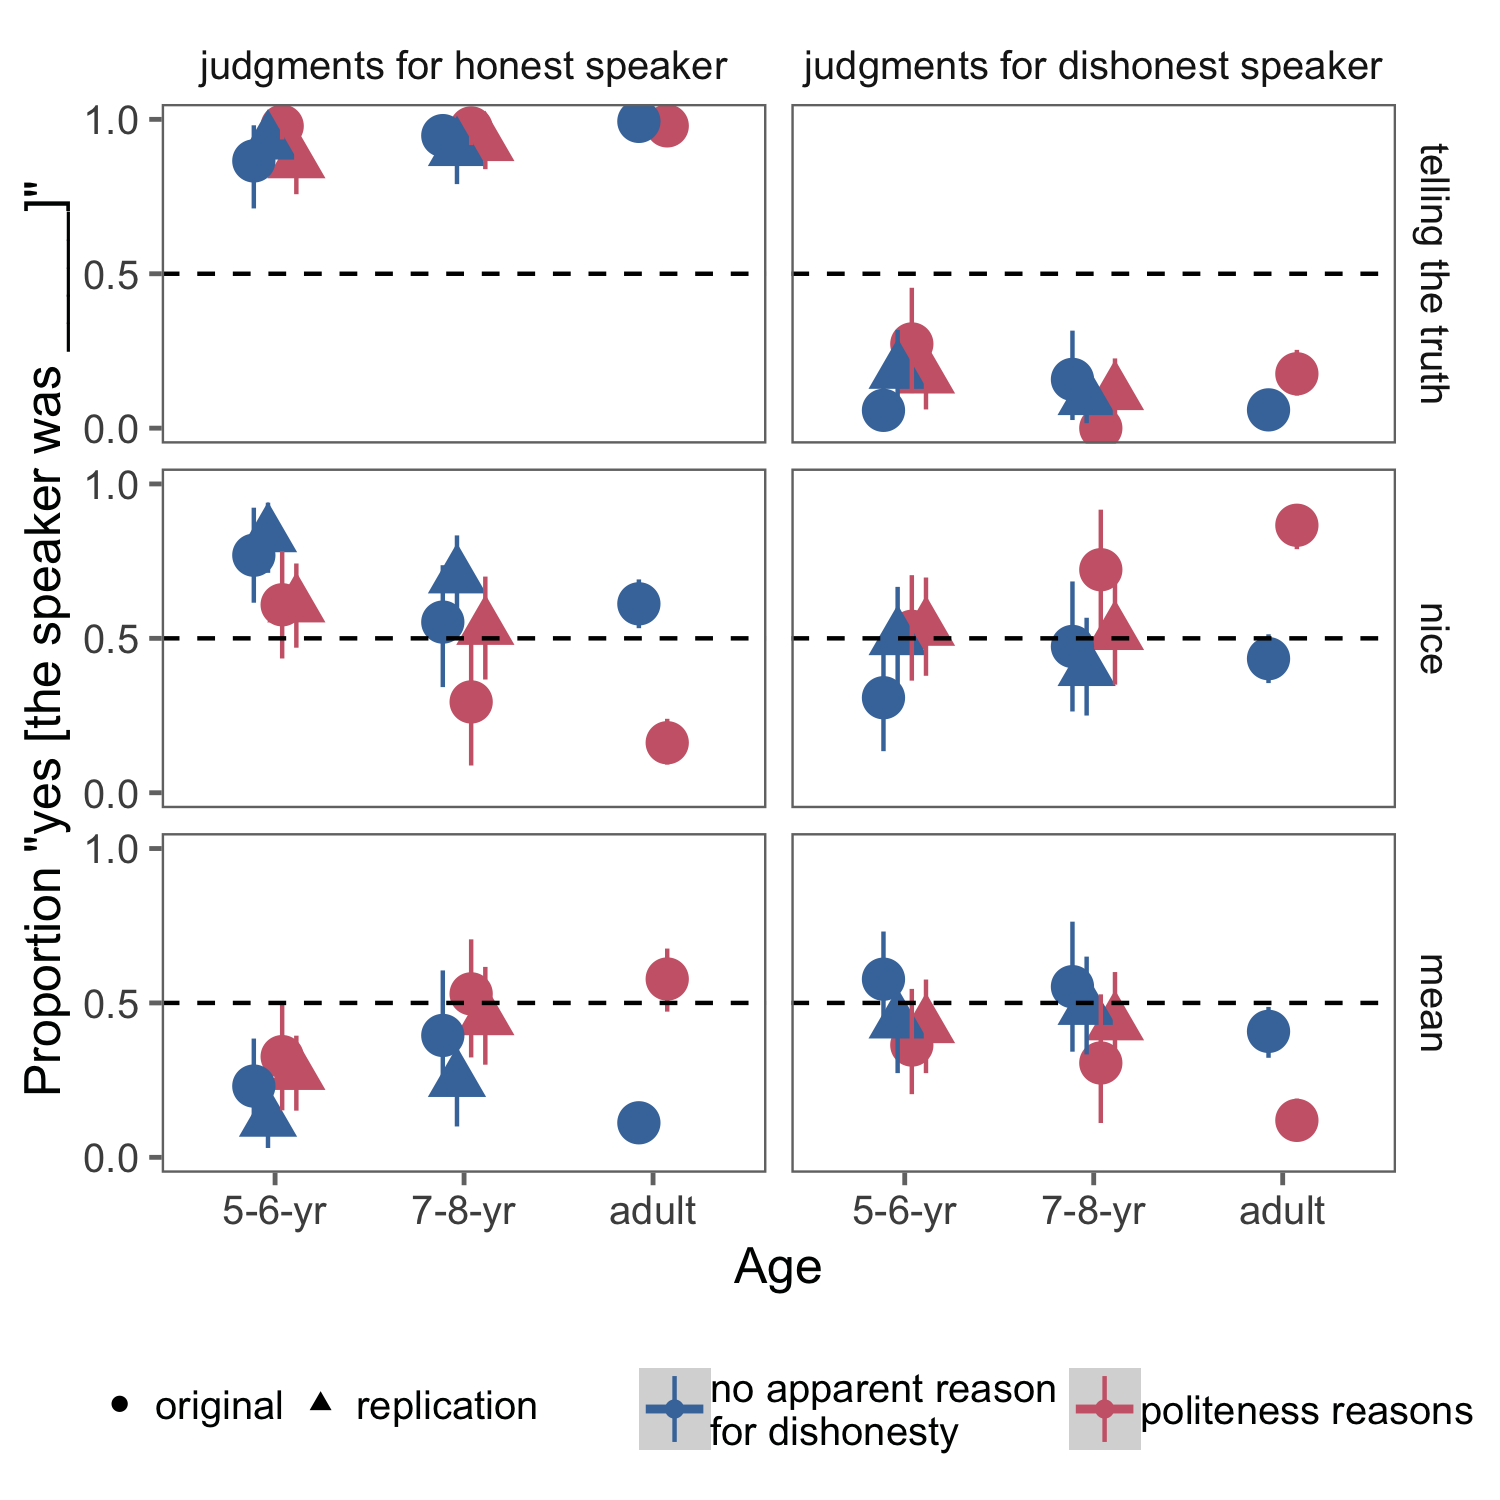 judgments for honest speaker
judgments for dishonest speaker
Proportion "yes [the speaker was ______]"
1.0
0.5
0.0
telling the truth
1.0
0.5
0.0
nice
1.0
0.5
0.0
mean
5-6-yr
7-8-yr
adult
5-6-yr
7-8-yr
adult
Age
original
replication
no apparent reason
for dishonesty
politeness reasons